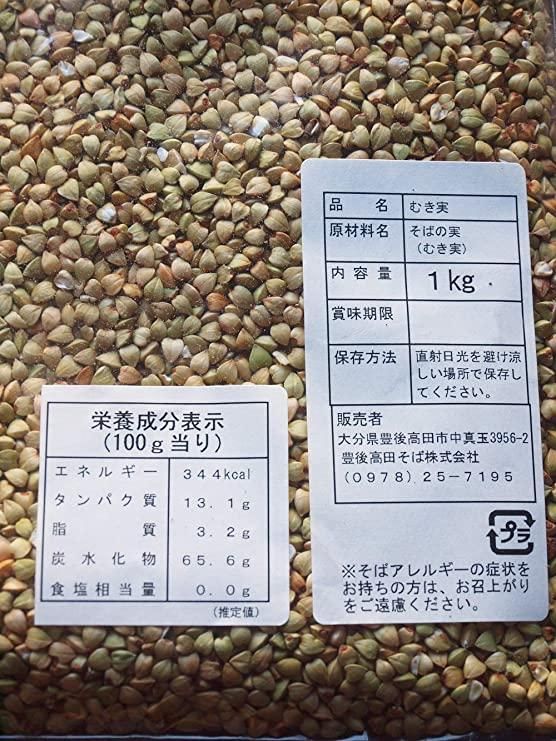 品名 むき実
原材料名 そばの実
(むき実)
内容量 1kg
賞味期限
保存方法 直射日光を避け涼
しい場所で保存し
てください。
販売者
大分県豊後高田市中真玉3956-2
豊後高田そば株式会社
(0978)25-7195
プラ
※そばアレルギーの症状を
お持ちの方は、お召上がり
をご遠慮ください。
栄養成分表示
(100g当り)
エネルギー 344kcal
タンパク質 13.1g
脂質 3.2g
炭水化物 65.6g
食塩相当量 0.0g
(推定値)